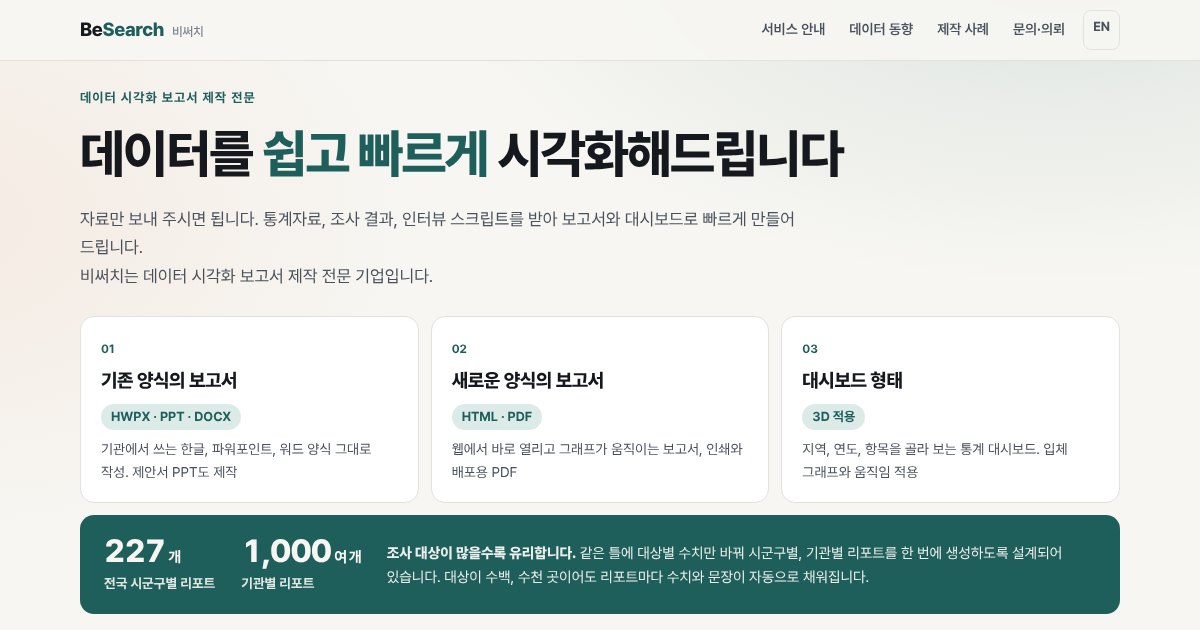 BeSearch 비써치
서비스 안내 데이터 동향 제작 사례 문의·의뢰 EN
데이터 시각화 보고서 제작 전문
데이터를 쉽고 빠르게 시각화해드립니다
자료만 보내 주시면 됩니다. 통계자료, 조사 결과, 인터뷰 스크립트를 받아 보고서와 대시보드로 빠르게 만들어
드립니다.
비써치는 데이터 시각화 보고서 제작 전문 기업입니다.
01
기존 양식의 보고서
HWPX · PPT · DOCX
기관에서 쓰는 한글, 파워포인트, 워드 양식 그대로
작성. 제안서 PPT도 제작
02
새로운 양식의 보고서
HTML · PDF
웹에서 바로 열리고 그래프가 움직이는 보고서, 인쇄와
배포용 PDF
03
대시보드 형태
3D 적용
지역, 연도, 항목을 골라 보는 통계 대시보드. 입체
그래프와 움직임 적용
227 개
전국 시군구별 리포트
1,000 여 개
기관별 리포트
조사 대상이 많을수록 유리합니다. 같은 틀에 대상별 수치만 바꿔 시군구별, 기관별 리포트를 한 번에 생성하도록 설계되어
있습니다. 대상이 수백, 수천 곳이어도 리포트마다 수치와 문장이 자동으로 채워집니다.